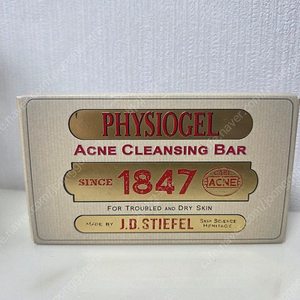 PHYSIOGEL
ACNE CLEANSING BAR
SINCE 1847 ACNE
FOR TROUBLED AND DRY SKIN
MADE BY J.D. STIEFEL SKIN SCIENCE HERITAGE